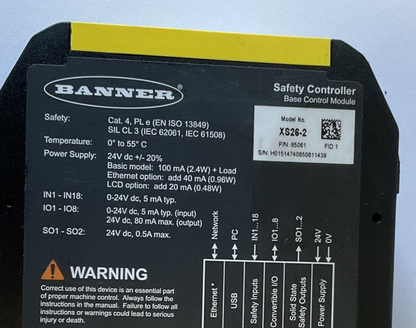 BANNER
Safety Controller
Base Control Module
Model No.
XS26-2
P/N: 85061
FID 1
S/N: H01514740850611439
Safety: Cat. 4, PL e (EN ISO 13849)
SIL CL 3 (IEC 62061, IEC 61508)
Temperature: 0° to 55° C
Power Supply: 24V dc +/- 20%
Basic model: 100 mA (2.4W) + Load
Ethernet option: add 40 mA (0.96W)
LCD option: add 20 mA (0.48W)
IN1 - IN18: 0-24V dc, 5 mA typ.
IO1 - IO8: 0-24V dc, 5 mA typ. (input)
24V dc, 80 mA max. (output)
SO1 - SO2: 24V dc, 0.5A max.
WARNING
Correct use of this device is an essential part
of proper machine control. Always follow the
instructions in the manual. Failure to follow all
instructions or warnings could lead to serious
injury or death.
Network
PC
IN1...18
IO1...8
SO1...2
24V
0V
Ethernet*
USB
Safety Inputs
Convertible I/O
Solid State
Safety Outputs
Power Supply